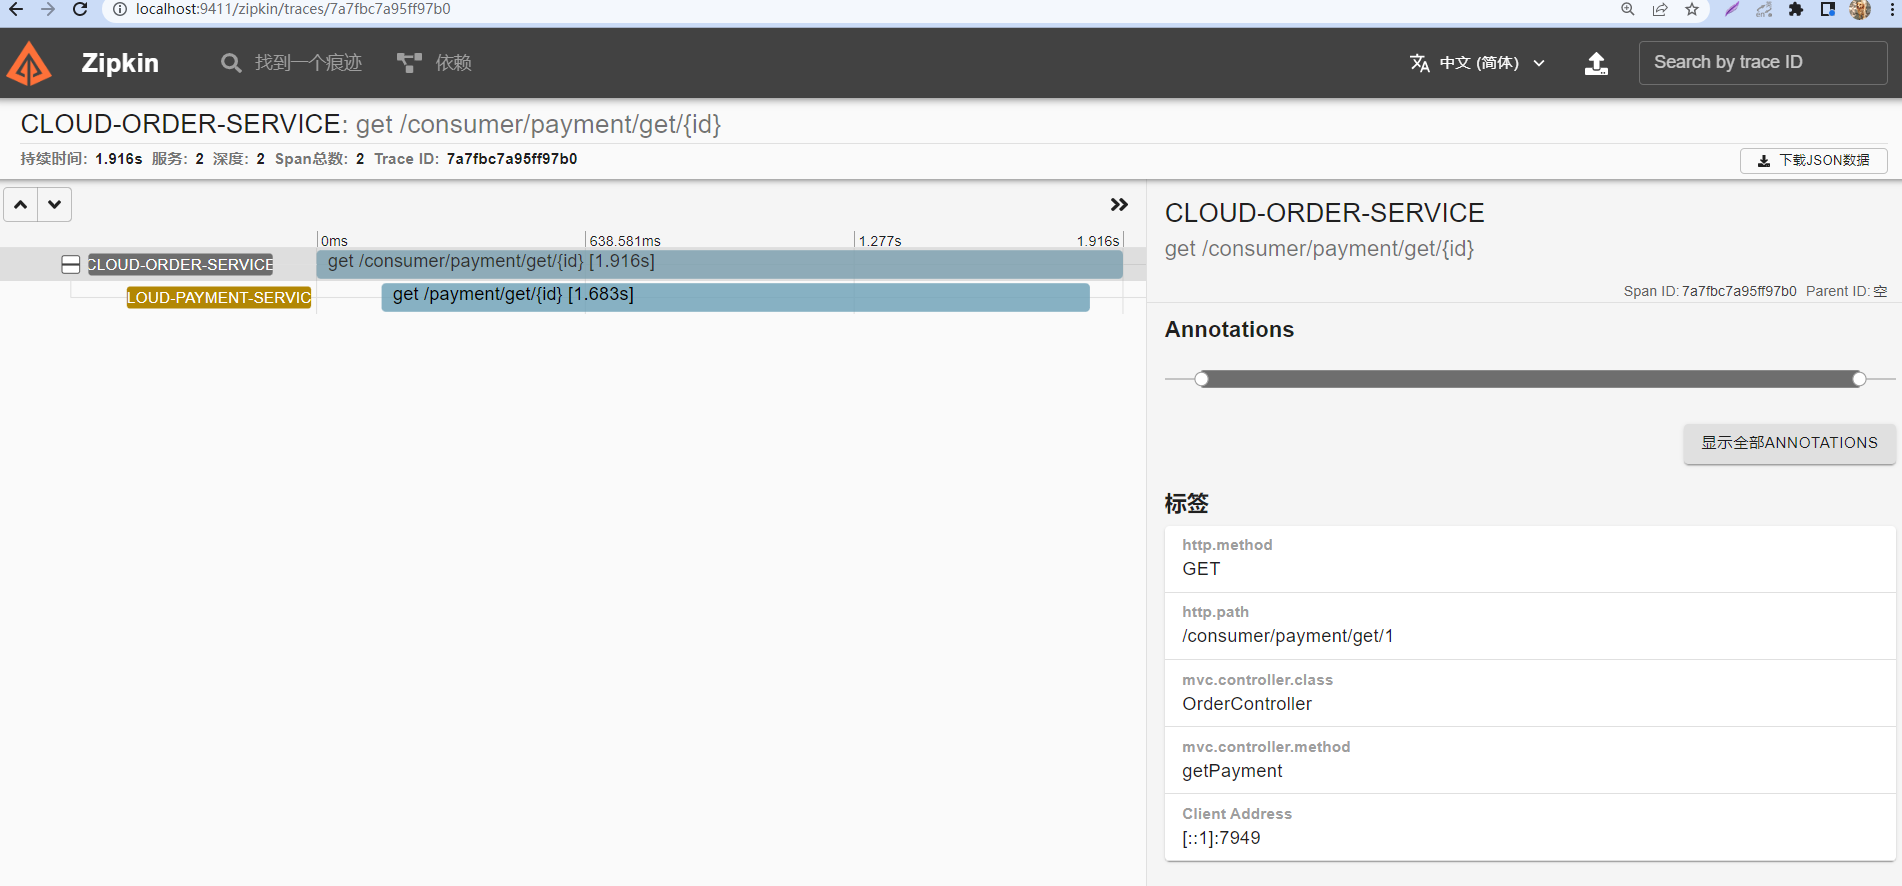 localhost:9411/zipkin/traces/7a7fbc7a95ff97b0
Zipkin
找到一个痕迹
依赖
中文 (简体)
Search by trace ID
CLOUD-ORDER-SERVICE: get /consumer/payment/get/{id}
持续时间: 1.916s 服务: 2 深度: 2 Span总数: 2 Trace ID: 7a7fbc7a95ff97b0
下载JSON数据
0ms 638.581ms 1.277s 1.916s
CLOUD-ORDER-SERVICE get /consumer/payment/get/{id} [1.916s]
LOUD-PAYMENT-SERVIC get /payment/get/{id} [1.683s]
CLOUD-ORDER-SERVICE
get /consumer/payment/get/{id}
Span ID: 7a7fbc7a95ff97b0 Parent ID: 空
Annotations
显示全部ANNOTATIONS
标签
http.method
GET
http.path
/consumer/payment/get/1
mvc.controller.class
OrderController
mvc.controller.method
getPayment
Client Address
[::1]:7949